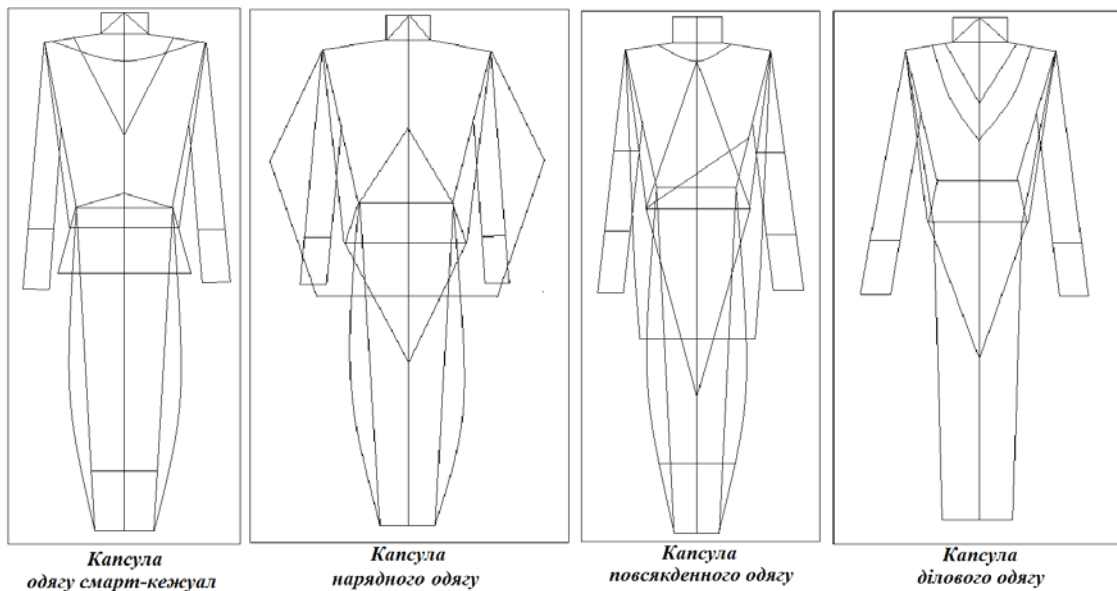 Капсула
одягу смарт-кежуал
Капсула
нарядного одягу
Капсула
повсякденного одягу
Капсула
ділового одягу